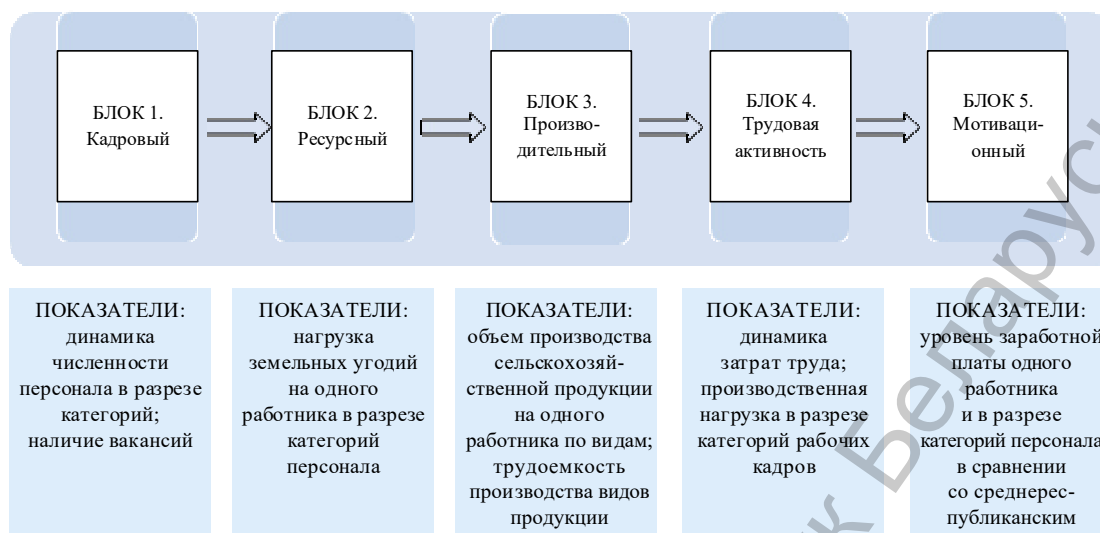 БЛОК 1.
Кадровый
БЛОК 2.
Ресурсный
БЛОК 3.
Произво-
дительный
БЛОК 4.
Трудовая
активность
БЛОК 5.
Мотиваци-
онный
ПОКАЗАТЕЛИ:
динамика
численности
персонала в разрезе
категорий;
наличие вакансий
ПОКАЗАТЕЛИ:
нагрузка
земельных угодий
на одного
работника в разрезе
категорий
персонала
ПОКАЗАТЕЛИ:
объем производства
сельскохозяй-
ственной продукции
на одного
работника по видам;
трудоемкость
производства видов
продукции
ПОКАЗАТЕЛИ:
динамика
затрат труда;
производственная
нагрузка в разрезе
категорий рабочих
кадров
ПОКАЗАТЕЛИ:
уровень заработной
платы одного
работника
и в разрезе
категорий персонала
в сравнении
со среднерес-
публиканским